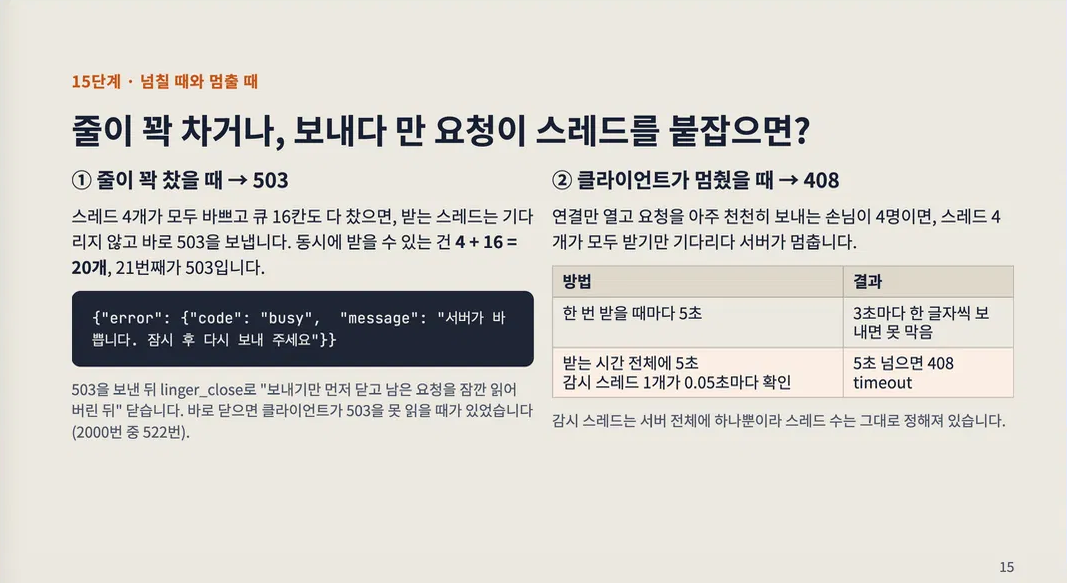 15단계 · 넘칠 때와 멈출 때
줄이 꽉 차거나, 보내다 만 요청이 스레드를 붙잡으면?
① 줄이 꽉 찼을 때 → 503
스레드 4개가 모두 바쁘고 큐 16칸도 다 찼으면, 받는 스레드는 기다
리지 않고 바로 503을 보냅니다. 동시에 받을 수 있는 건 4 + 16 =
20개, 21번째가 503입니다.
{"error": {"code": "busy",  "message": "서버가 바
쁩니다. 잠시 후 다시 보내 주세요"}}
503을 보낸 뒤 linger_close로 "보내기만 먼저 닫고 남은 요청을 잠깐 읽어
버린 뒤" 닫습니다. 바로 닫으면 클라이언트가 503을 못 읽을 때가 있었습니다
(2000번 중 522번).
② 클라이언트가 멈췄을 때 → 408
연결만 열고 요청을 아주 천천히 보내는 손님이 4명이면, 스레드 4
개가 모두 받기만 기다리다 서버가 멈춥니다.
방법
결과
한 번 받을 때마다 5초
3초마다 한 글자씩 보
내면 못 막음
받는 시간 전체에 5초
감시 스레드 1개가 0.05초마다 확인
5초 넘으면 408
timeout
감시 스레드는 서버 전체에 하나뿐이라 스레드 수는 그대로 정해져 있습니다.
15